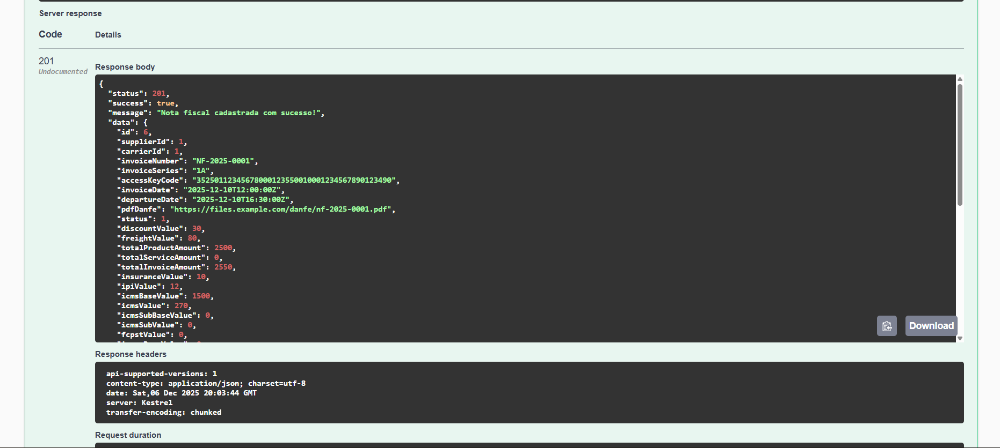 Server response
Code Details
201
Undocumented
Response body
{
  "status": 201,
  "success": true,
  "message": "Nota fiscal cadastrada com sucesso!",
  "data": {
    "id": 6,
    "supplierId": 1,
    "carrierId": 1,
    "invoiceNumber": "NF-2025-0001",
    "invoiceSeries": "1A",
    "accessKeyCode": "35250112345678000123550010001234567890123490",
    "invoiceDate": "2025-12-10T12:00:00Z",
    "departureDate": "2025-12-10T16:30:00Z",
    "pdfDanfe": "https://files.example.com/danfe/nf-2025-0001.pdf",
    "status": 1,
    "discountValue": 30,
    "freightValue": 80,
    "totalProductAmount": 2500,
    "totalServiceAmount": 0,
    "totalInvoiceAmount": 2550,
    "insuranceValue": 10,
    "ipiValue": 12,
    "icmsBaseValue": 1500,
    "icmsValue": 270,
    "icmsSubBaseValue": 0,
    "icmsSubValue": 0,
    "fcpstValue": 0,
Download
Response headers
api-supported-versions: 1
content-type: application/json; charset=utf-8
date: Sat,06 Dec 2025 20:03:44 GMT
server: Kestrel
transfer-encoding: chunked
Request duration